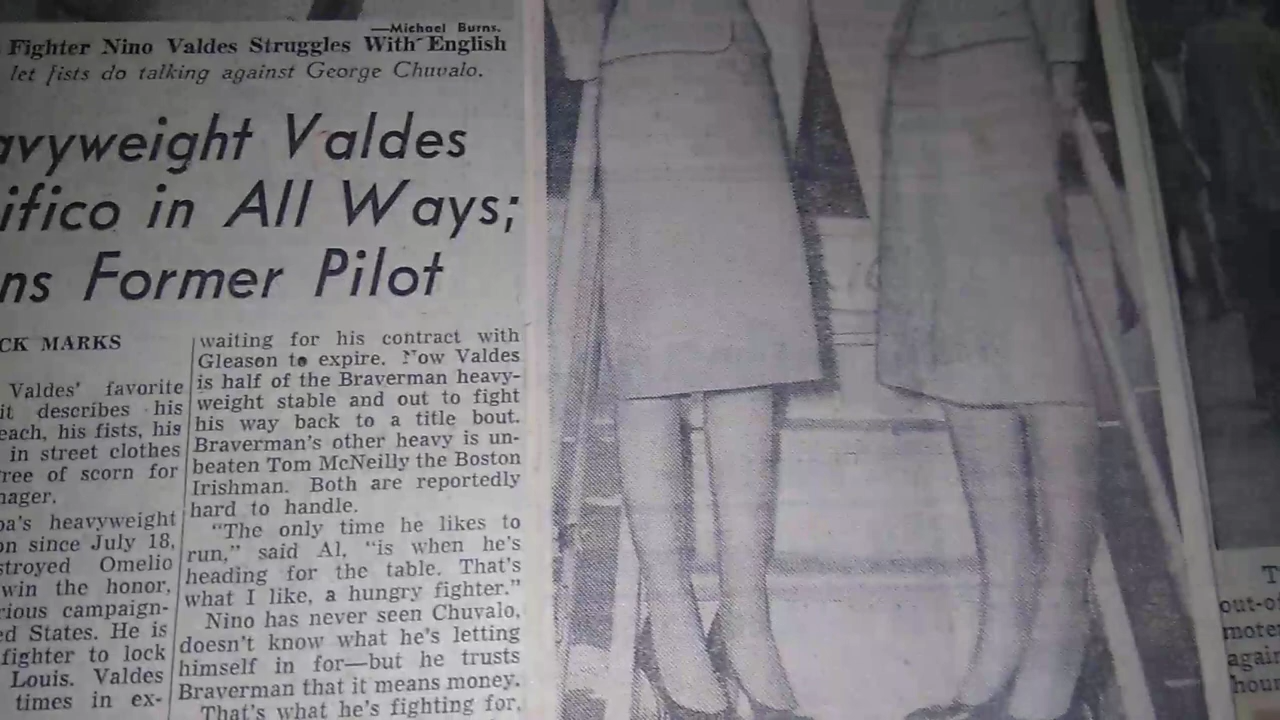 —Michael Burns.
Fighter Nino Valdes Struggles With English
let fists do talking against George Chuvalo.
avyweight Valdes
ifico in All Ways;
ns Former Pilot
CK MARKS
Valdes' favorite
it describes his
each, his fists, his
in street clothes
ree of scorn for
nager.
ba's heavyweight
on since July 18,
stroyed Omelio
win the honor,
rious campaign-
ed States. He is
fighter to lock
Louis. Valdes
times in ex-
waiting for his contract with
Gleason to expire. Now Valdes
is half of the Braverman heavy-
weight stable and out to fight
his way back to a title bout.
Braverman's other heavy is un-
beaten Tom McNeilly the Boston
Irishman. Both are reportedly
hard to handle.
"The only time he likes to
run," said Al, "is when he's
heading for the table. That's
what I like, a hungry fighter."
Nino has never seen Chuvalo,
doesn't know what he's letting
himself in for—but he trusts
Braverman that it means money.
That's what he's fighting for,
T
out-o
mote
again
hour